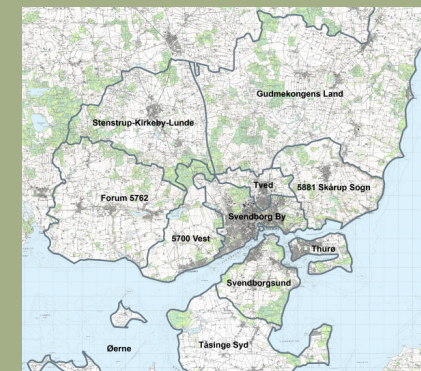 Gudmekongens Land
Stenstrup-Kirkeby-Lunde
Tved
5881 Skårup Sogn
Forum 5762
Svendborg By
5700 Vest
Thurø
Svendborgsund
Tåsinge Syd
Øerne